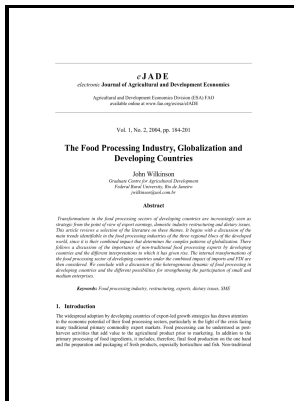 eJADE
electronic Journal of Agricultural and Development Economics
Agricultural and Development Economics Division (ESA) FAO
available online at www.fao.org/es/esa/eJADE
Vol. 1, No. 2, 2004, pp. 184-201
The Food Processing Industry, Globalization and
Developing Countries
John Wilkinson
Graduate Centre for Agricultural Development
Federal Rural University, Rio de Janeiro
jwilkinson@uol.com.br
Abstract
Transformations in the food processing sectors of developing countries are increasingly seen as
strategic from the point of view of export earnings, domestic industry restructuring and dietary issues.
This article reviews a selection of the literature on these themes. It begins with a discussion of the
main trends identifiable in the food processing industries of the three regional blocs of the developed
world, since it is their combined impact that determines the complex patterns of globalisation. There
follows a discussion of the importance of non-traditional food processing exports by developing
countries and the different interpretations to which it has given rise. The internal transformations of
the food processing sector of developing countries under the combined impact of imports and FDI are
then considered. We conclude with a discussion of the heterogeneous dynamic of food processing in
developing countries and the different possibilities for strengthening the participation of small and
medium enterprises.
Keywords: Food processing industry, restructuring, exports, dietary issues, SMS
1. Introduction
The widespread adoption by developing countries of export-led growth strategies has drawn attention
to the economic potential of their food processing sectors, particularly in the light of the crisis facing
many traditional primary commodity export markets. Food processing can be understood as post-
harvest activities that add value to the agricultural product prior to marketing. In addition to the
primary processing of food ingredients, it includes, therefore, final food production on the one hand
and the preparation and packaging of fresh products, especially horticulture and fish. Non-traditional